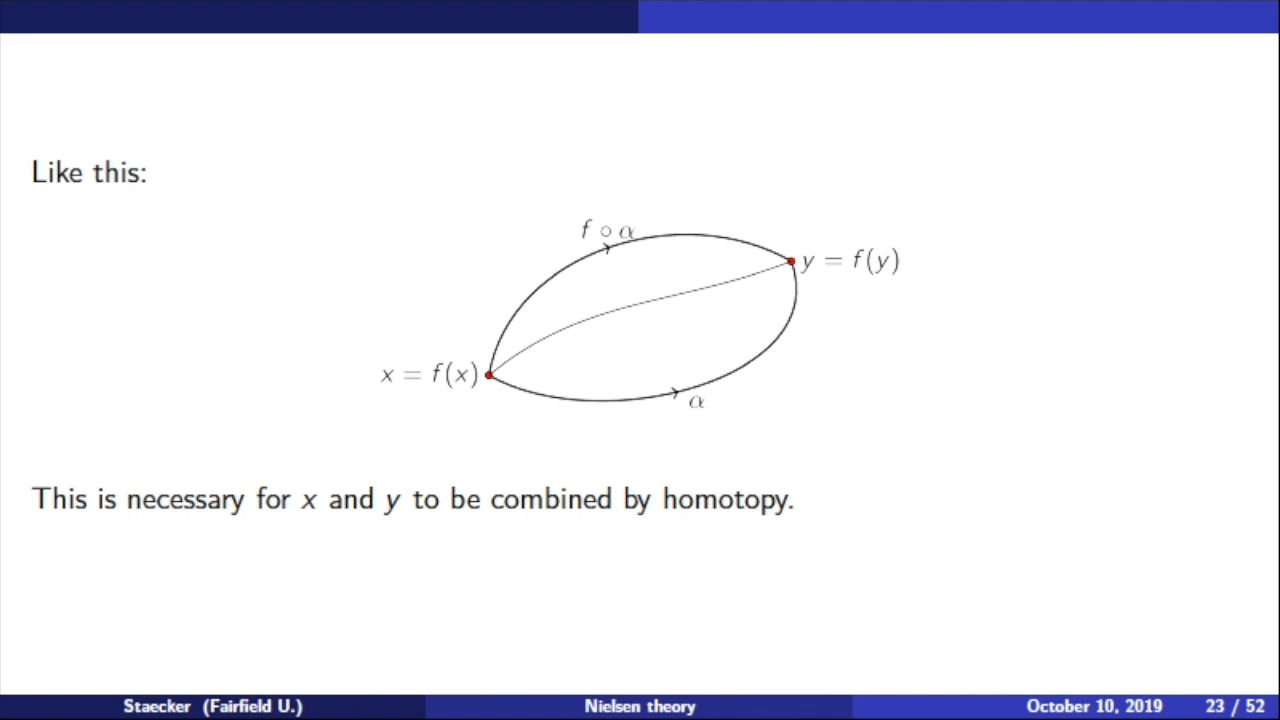 Like this:
f ∘ α
y = f(y)
x = f(x)
α
This is necessary for x and y to be combined by homotopy.
Staecker (Fairfield U.) Nielsen theory October 10, 2019 23 / 52